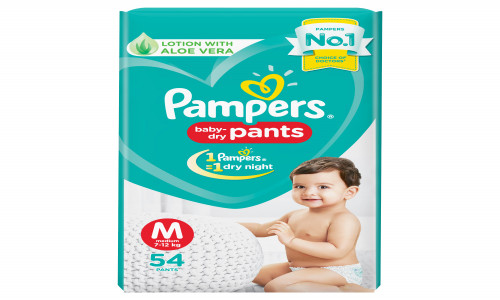 LOTION WITH
ALOE VERA
PAMPERS
No.1
CHOICE OF
DOCTORS*
Pampers
baby-dry pants
1 Pampers
=1 dry night
M
medium
7-12 kg
54
PANTS